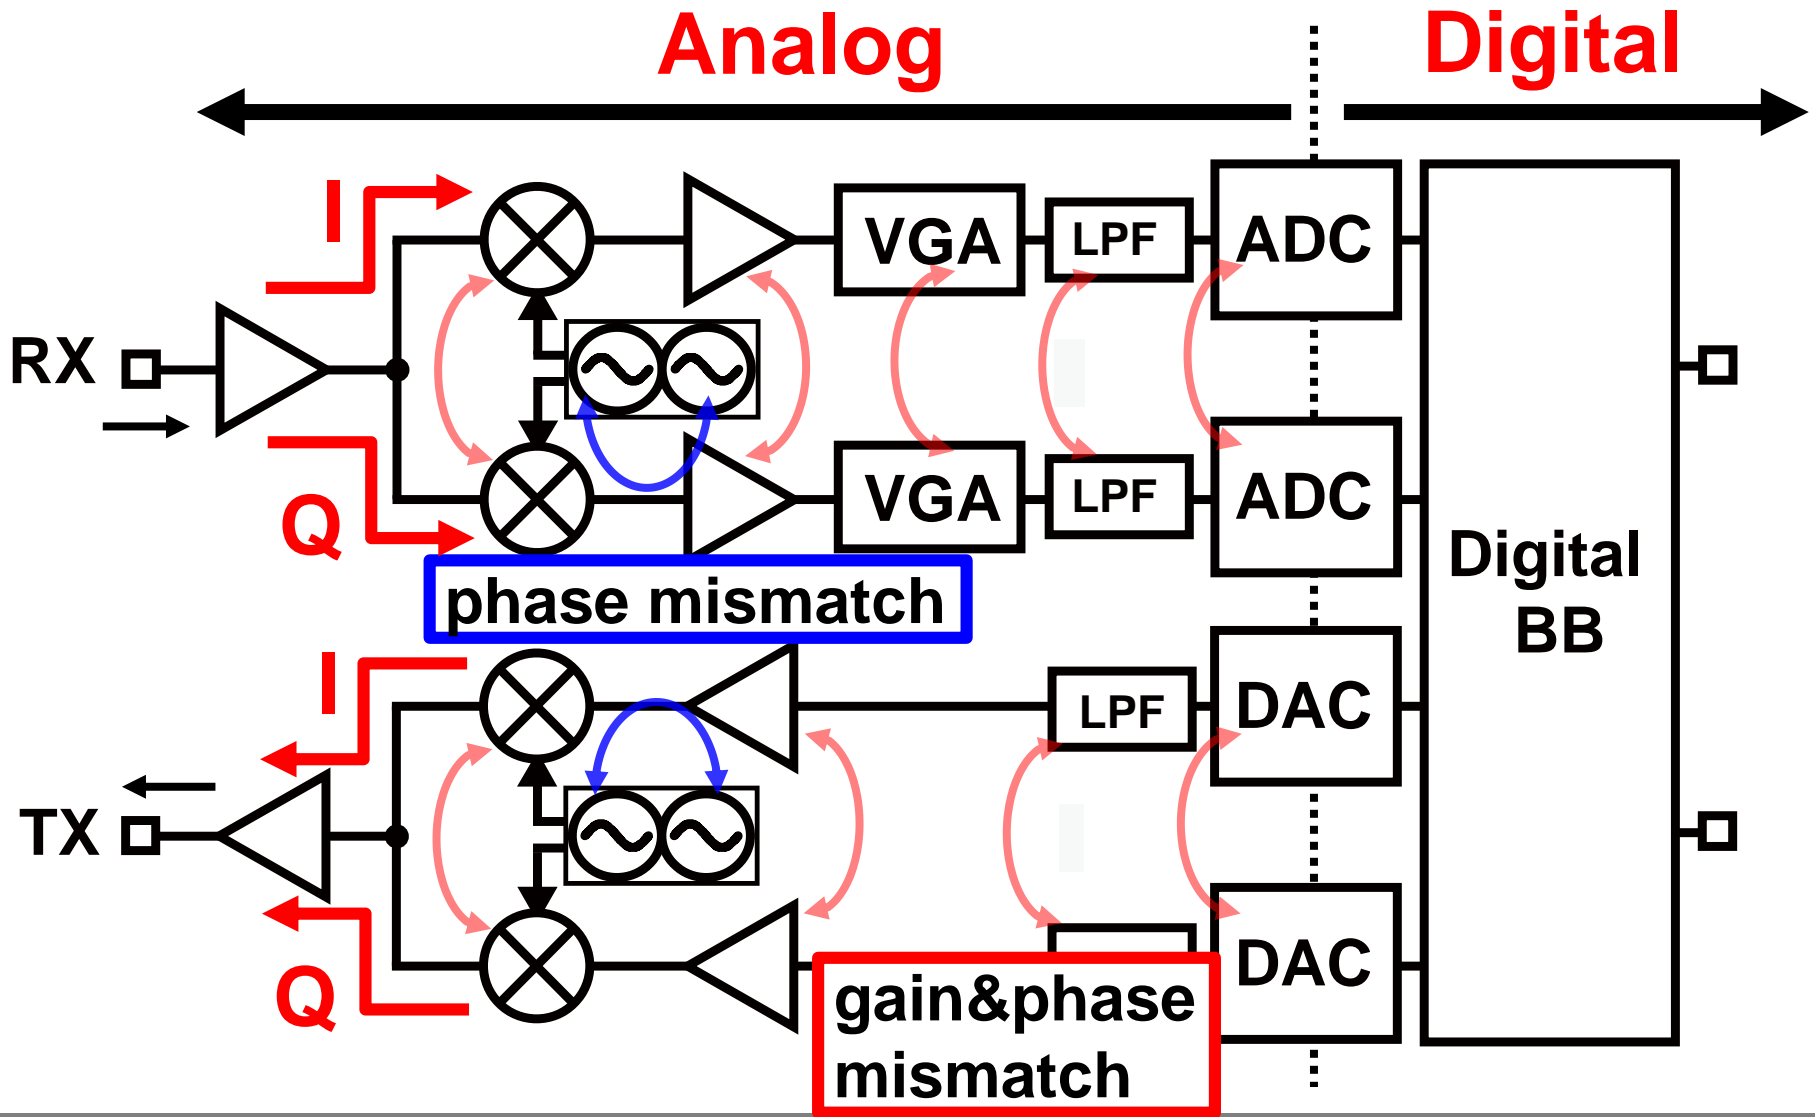 Analog
Digital
I
VGA
LPF
ADC
RX
Q
VGA
LPF
ADC
Digital
BB
phase mismatch
I
LPF
DAC
TX
Q
DAC
gain&phase
mismatch